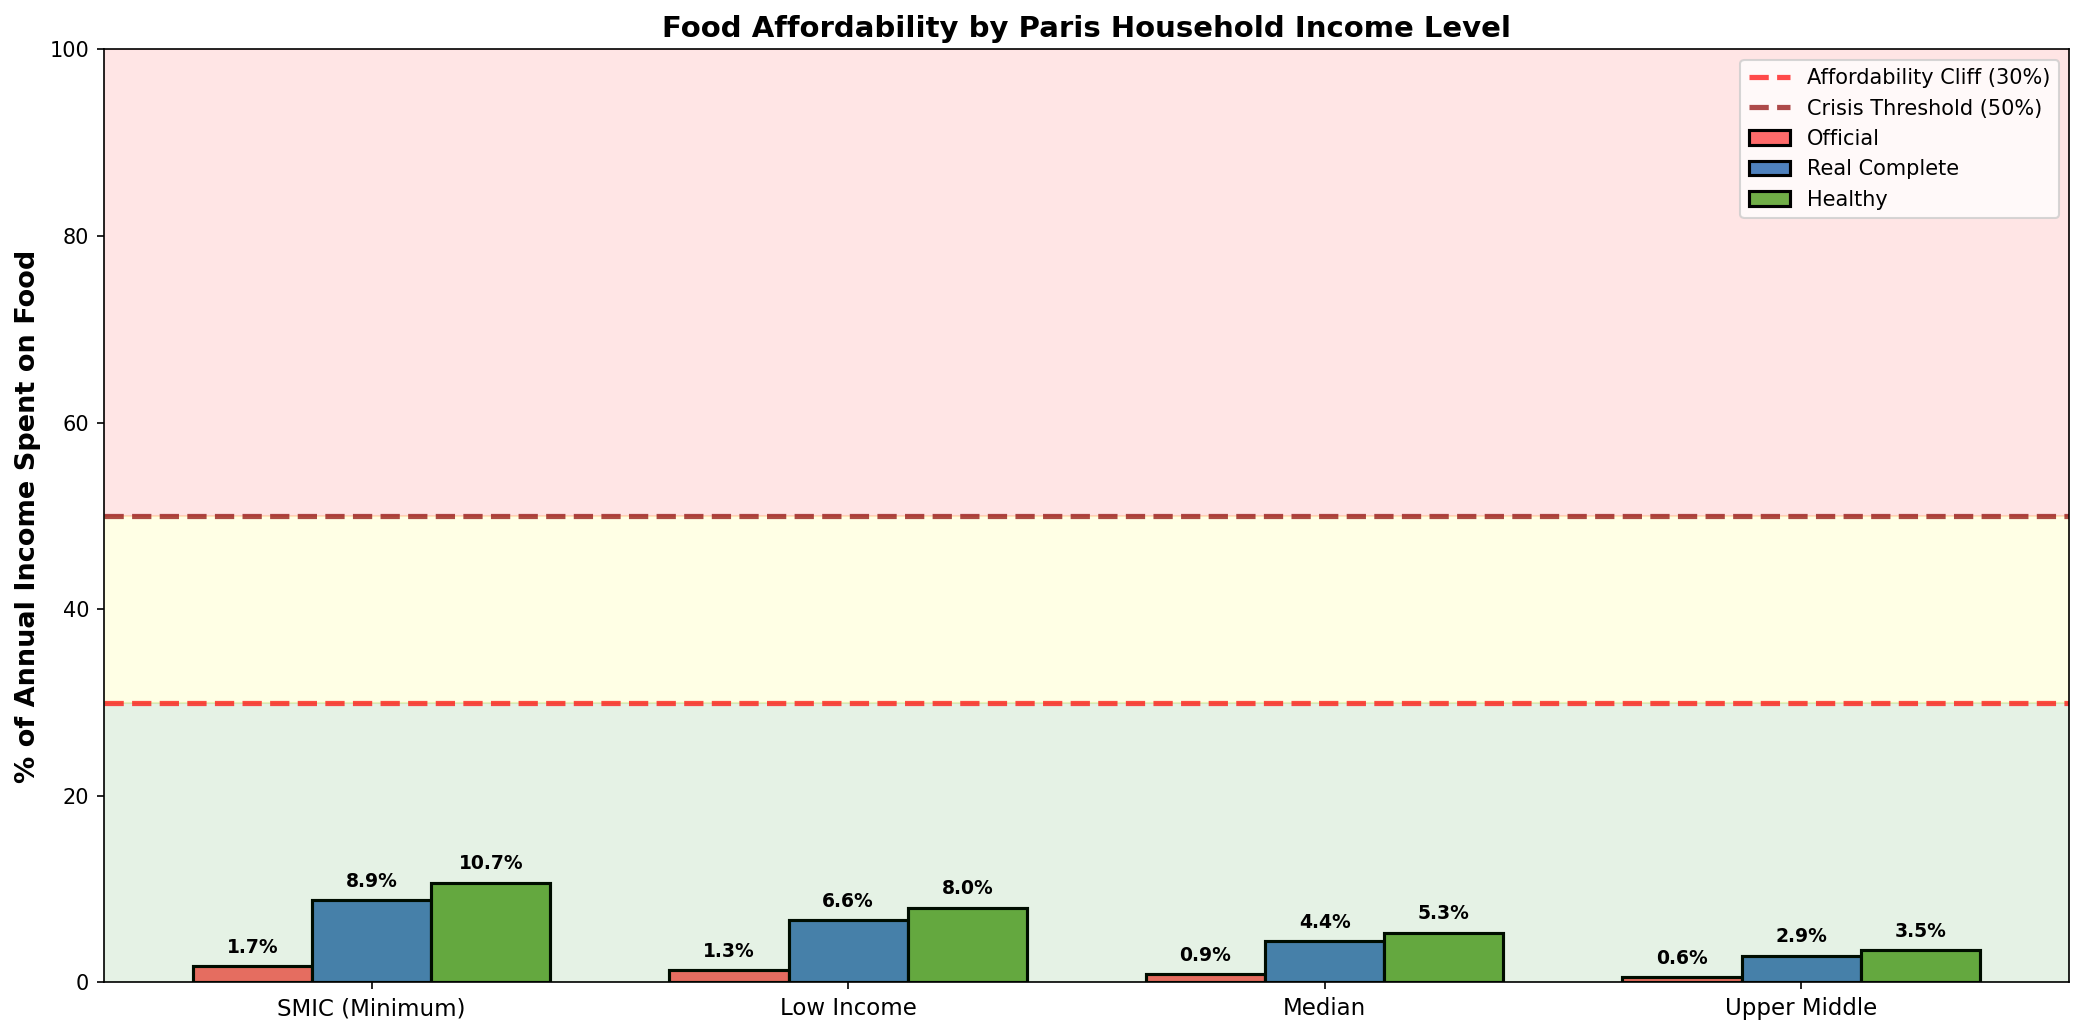 Food Affordability by Paris Household Income Level
% of Annual Income Spent on Food
100
80
60
40
20
0
Affordability Cliff (30%)
Crisis Threshold (50%)
Official
Real Complete
Healthy
1.7%
8.9%
10.7%
1.3%
6.6%
8.0%
0.9%
4.4%
5.3%
0.6%
2.9%
3.5%
SMIC (Minimum)
Low Income
Median
Upper Middle